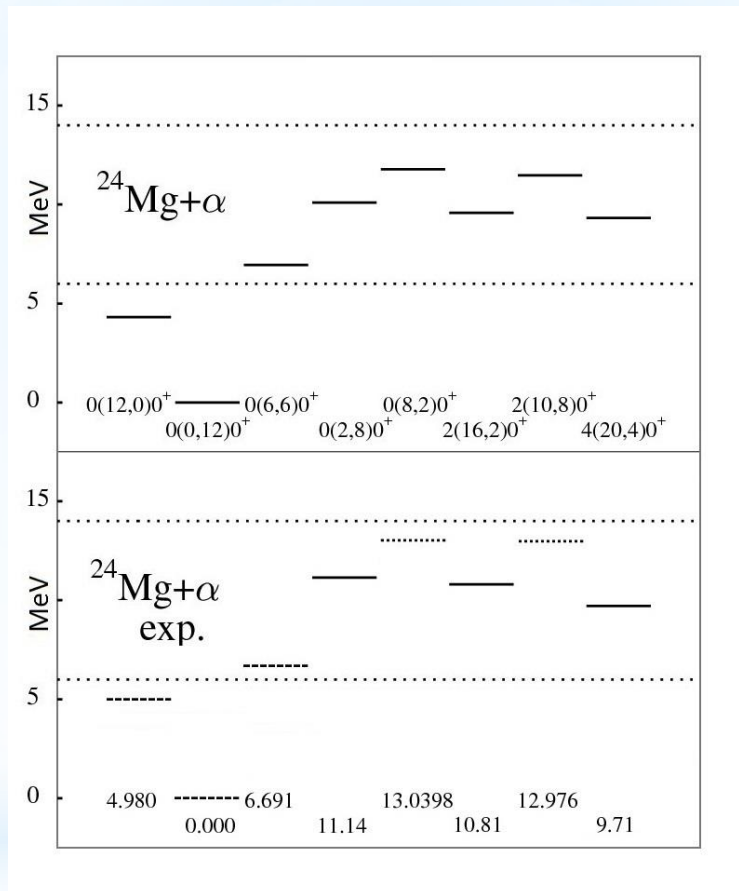 15
MeV
²⁴Mg+α
5
0
0(12,0)0⁺ 0(6,6)0⁺ 0(8,2)0⁺ 2(10,8)0⁺
0(0,12)0⁺ 0(2,8)0⁺ 2(16,2)0⁺ 4(20,4)0⁺
15
MeV
²⁴Mg+α
exp.
5
0
4.980 6.691 13.0398 12.976
0.000 11.14 10.81 9.71